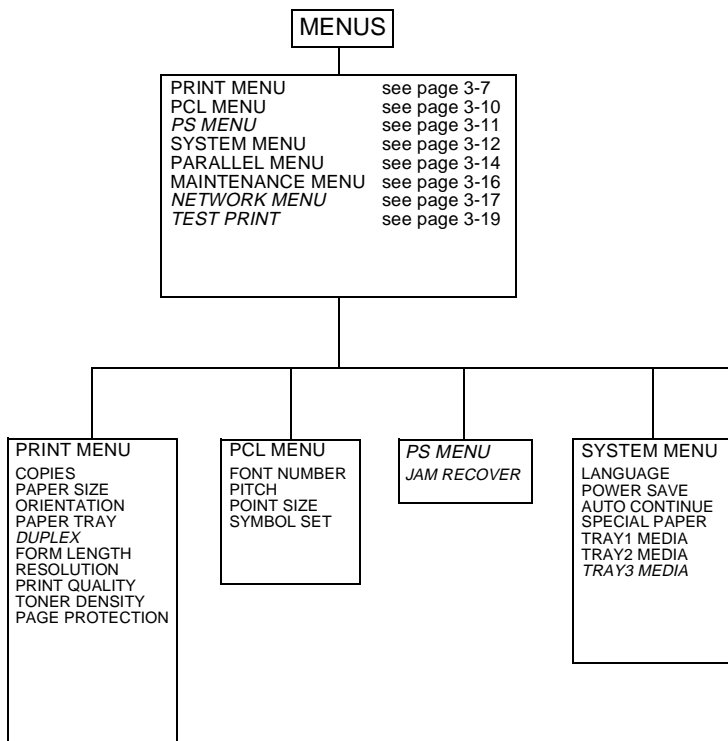 MENUS
PRINT MENU see page 3-7
PCL MENU see page 3-10
PS MENU see page 3-11
SYSTEM MENU see page 3-12
PARALLEL MENU see page 3-14
MAINTENANCE MENU see page 3-16
NETWORK MENU see page 3-17
TEST PRINT see page 3-19
PRINT MENU
COPIES
PAPER SIZE
ORIENTATION
PAPER TRAY
DUPLEX
FORM LENGTH
RESOLUTION
PRINT QUALITY
TONER DENSITY
PAGE PROTECTION
PCL MENU
FONT NUMBER
PITCH
POINT SIZE
SYMBOL SET
PS MENU
JAM RECOVER
SYSTEM MENU
LANGUAGE
POWER SAVE
AUTO CONTINUE
SPECIAL PAPER
TRAY1 MEDIA
TRAY2 MEDIA
TRAY3 MEDIA